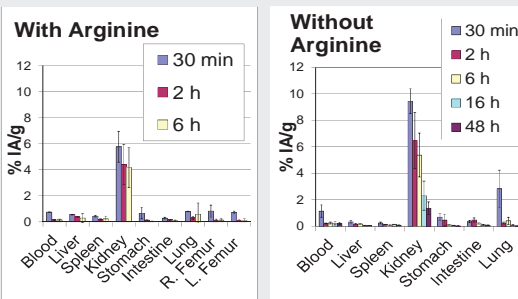 With Arginine
30 min
2 h
6 h
% IA/g
12
10
8
6
4
2
0
Blood
Liver
Spleen
Kidney
Stomach
Intestine
Lung
R. Femur
L. Femur
Without
Arginine
30 min
2 h
6 h
16 h
48 h
% IA/g
12
10
8
6
4
2
0
Blood
Liver
Spleen
Kidney
Stomach
Intestine
Lung